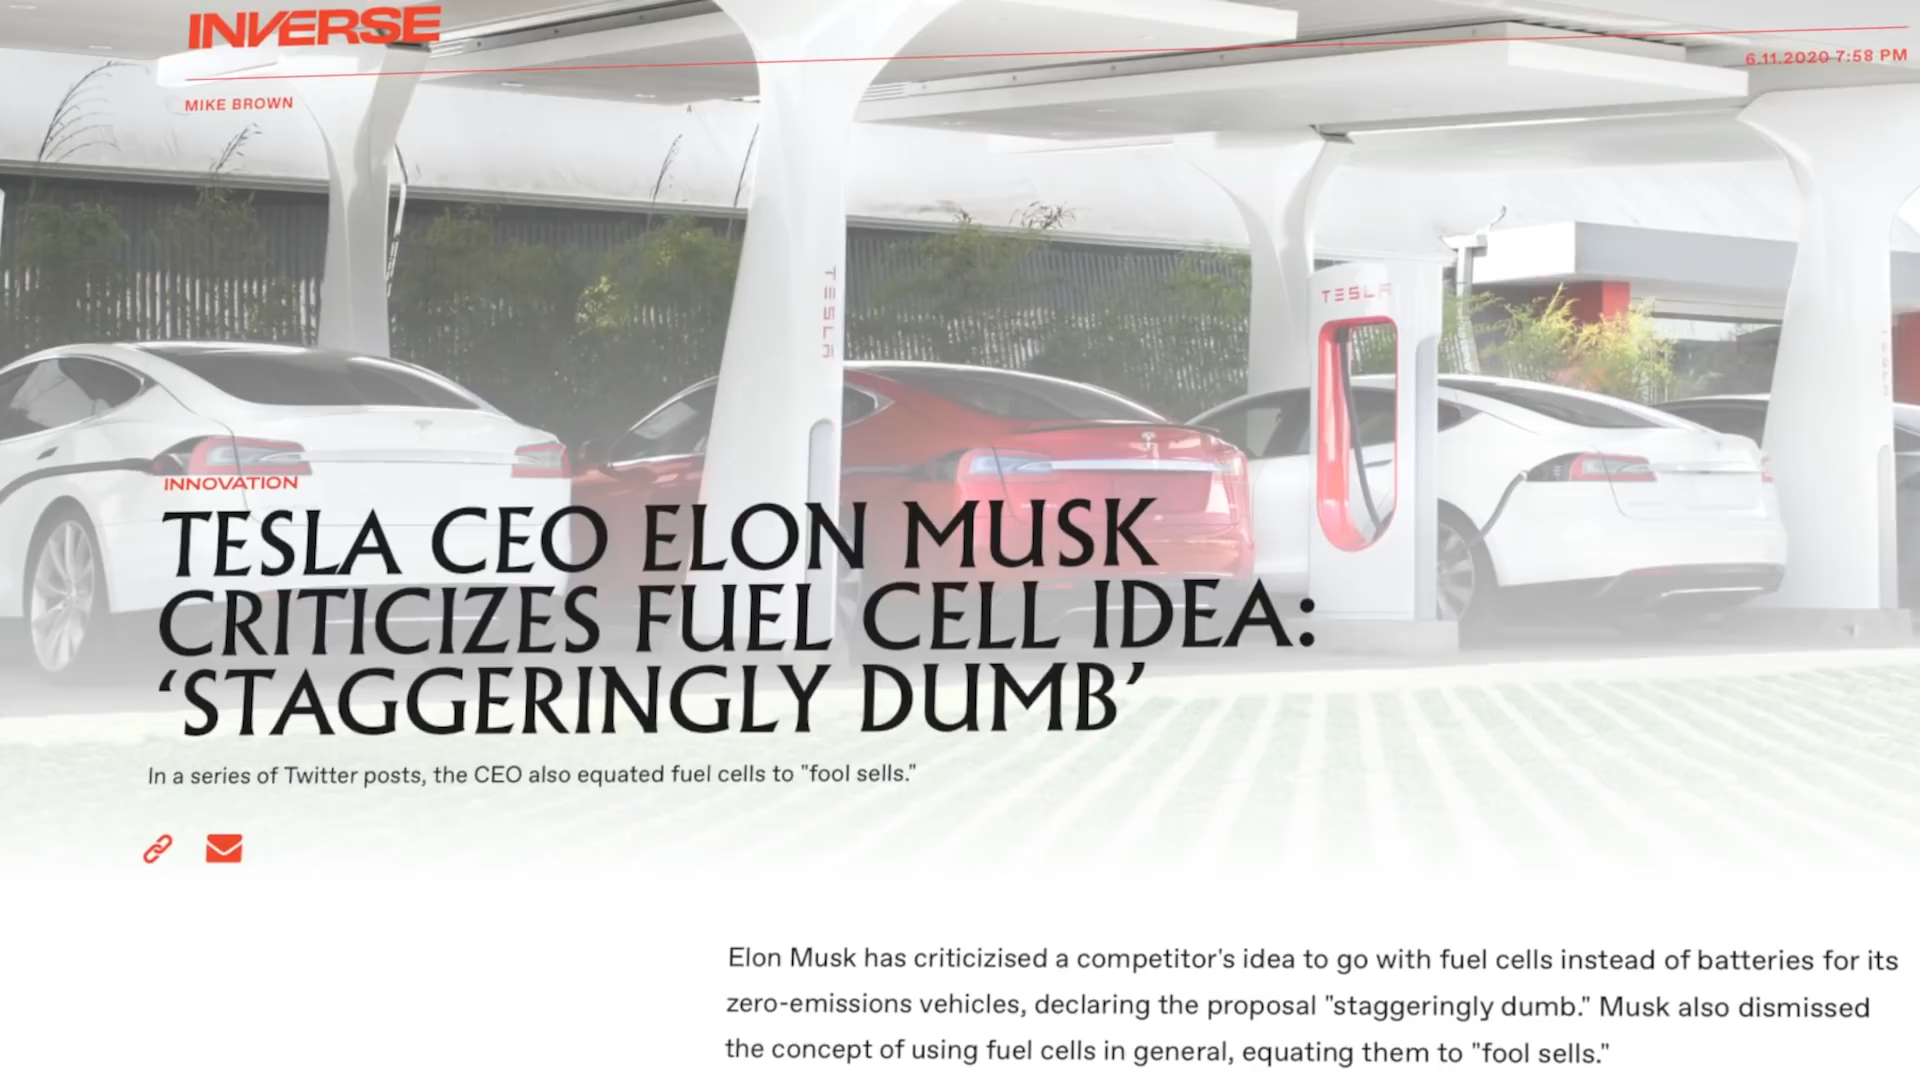 INVERSE
6.11.2020 7:58 PM
MIKE BROWN
TESLA
TESLA
INNOVATION
TESLA CEO ELON MUSK
CRITICIZES FUEL CELL IDEA:
‘STAGGERINGLY DUMB’
In a series of Twitter posts, the CEO also equated fuel cells to "fool sells."
Elon Musk has criticizised a competitor's idea to go with fuel cells instead of batteries for its
zero-emissions vehicles, declaring the proposal "staggeringly dumb." Musk also dismissed
the concept of using fuel cells in general, equating them to "fool sells."